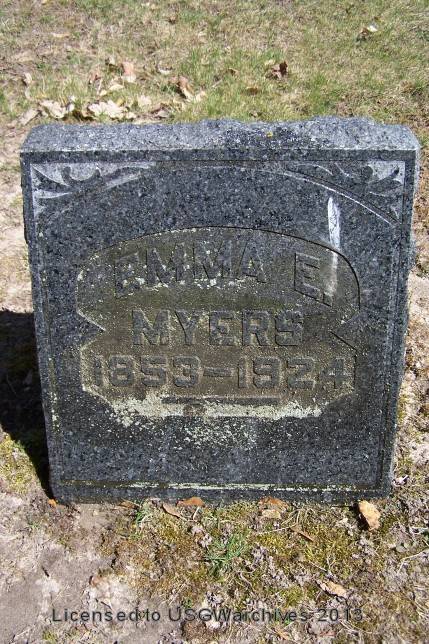 EMMA E.
MYERS
1853-1924
Licensed to USGWarchives 2013